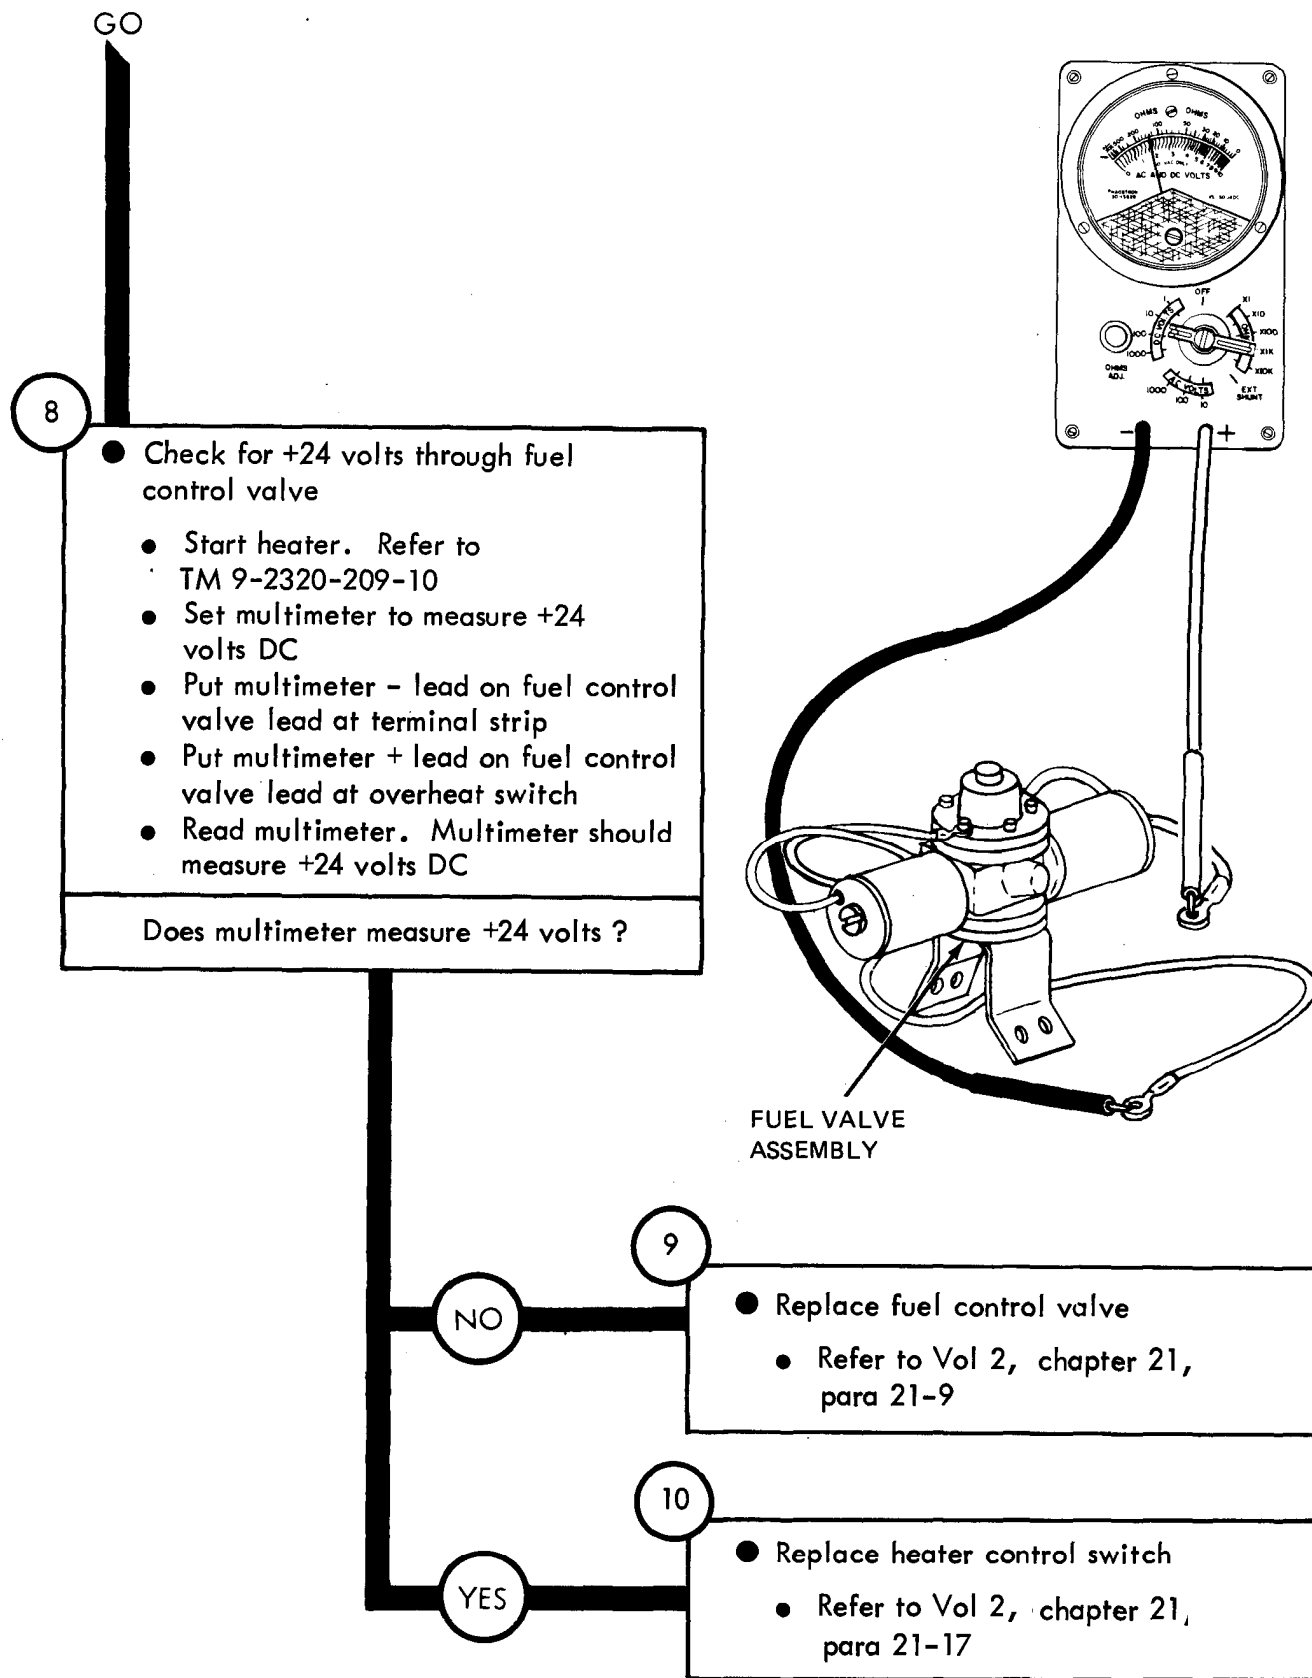 GO
OHMS OHMS
AC AND DC VOLTS
OFF
1
10
100
1000
DC VOLTS
X1
X10
X100
X1K
X10K
OHMS
ADJ.
1000
100
10
AC VOLTS
EXT
SHUNT
- +
8
● Check for +24 volts through fuel
control valve
● Start heater. Refer to
TM 9-2320-209-10
● Set multimeter to measure +24
volts DC
● Put multimeter - lead on fuel control
valve lead at terminal strip
● Put multimeter + lead on fuel control
valve lead at overheat switch
● Read multimeter. Multimeter should
measure +24 volts DC
Does multimeter measure +24 volts ?
FUEL VALVE
ASSEMBLY
NO
9
● Replace fuel control valve
● Refer to Vol 2, chapter 21,
para 21-9
YES
10
● Replace heater control switch
● Refer to Vol 2, chapter 21,
para 21-17